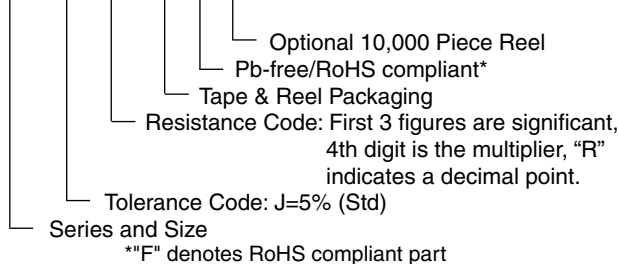 Optional 10,000 Piece Reel
Pb-free/RoHS compliant*
Tape & Reel Packaging
Resistance Code: First 3 figures are significant,
4th digit is the multiplier, “R”
indicates a decimal point.
Tolerance Code: J=5% (Std)
Series and Size
*"F" denotes RoHS compliant part